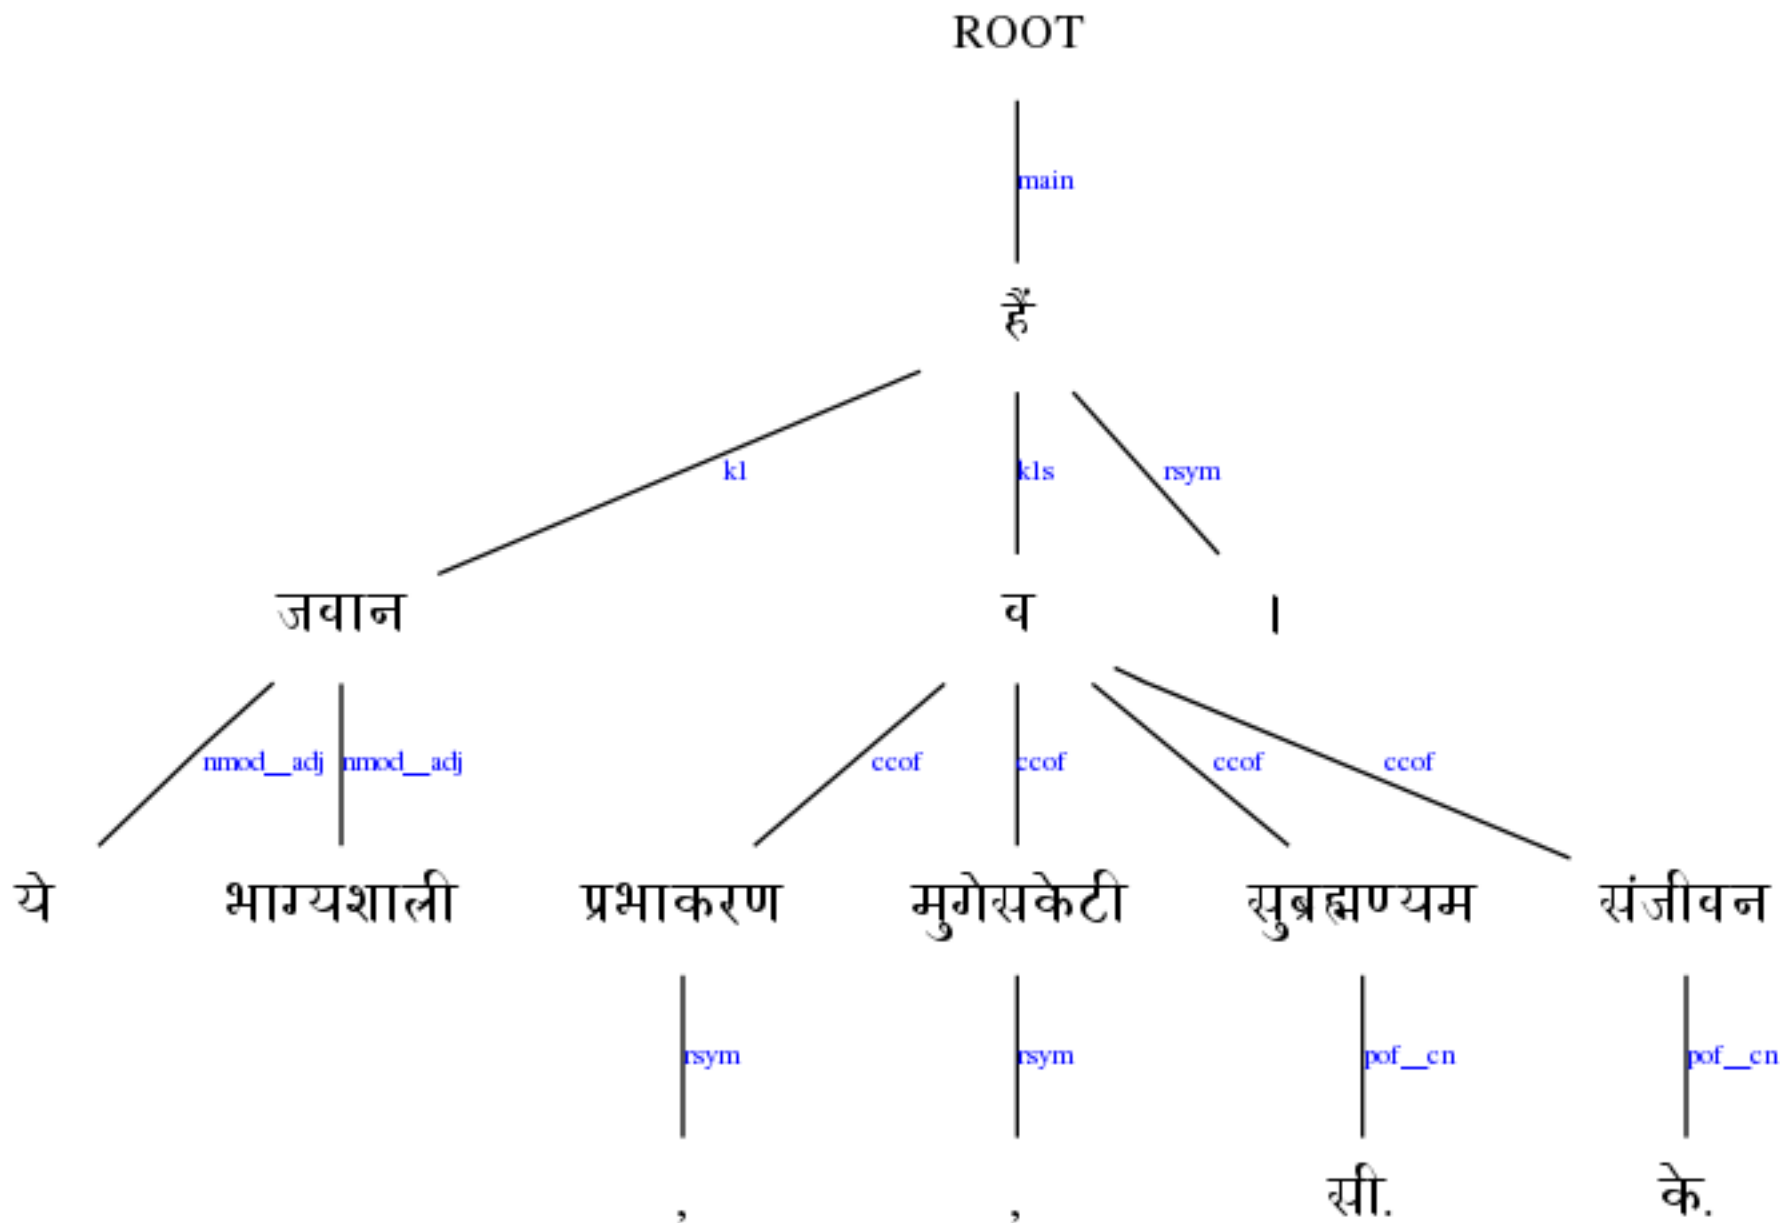 ROOT
main
हैं
k1 k1s rsym
जवान व ।
nmod__adj nmod__adj ccof ccof ccof ccof
ये भाग्यशाली प्रभाकरण मुगेसकेटी सुब्रह्मण्यम संजीवन
rsym rsym pof__cn pof__cn
, , सी. के.